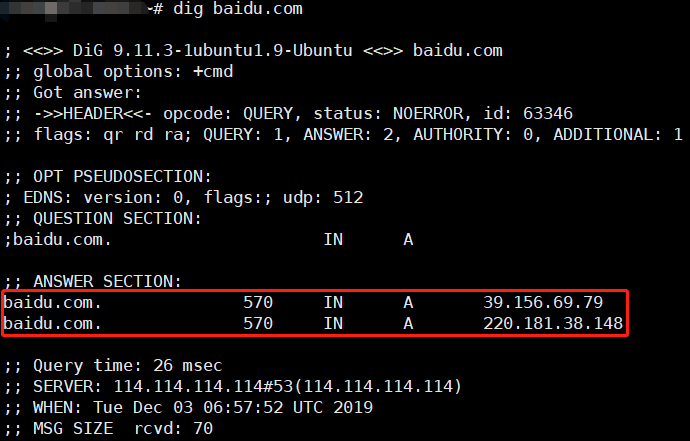 ~# dig baidu.com
; <<>> DiG 9.11.3-1ubuntu1.9-Ubuntu <<>> baidu.com
;; global options: +cmd
;; Got answer:
;; ->>HEADER<<- opcode: QUERY, status: NOERROR, id: 63346
;; flags: qr rd ra; QUERY: 1, ANSWER: 2, AUTHORITY: 0, ADDITIONAL: 1
;; OPT PSEUDOSECTION:
; EDNS: version: 0, flags:; udp: 512
;; QUESTION SECTION:
;baidu.com. IN A
;; ANSWER SECTION:
baidu.com. 570 IN A 39.156.69.79
baidu.com. 570 IN A 220.181.38.148
;; Query time: 26 msec
;; SERVER: 114.114.114.114#53(114.114.114.114)
;; WHEN: Tue Dec 03 06:57:52 UTC 2019
;; MSG SIZE rcvd: 70